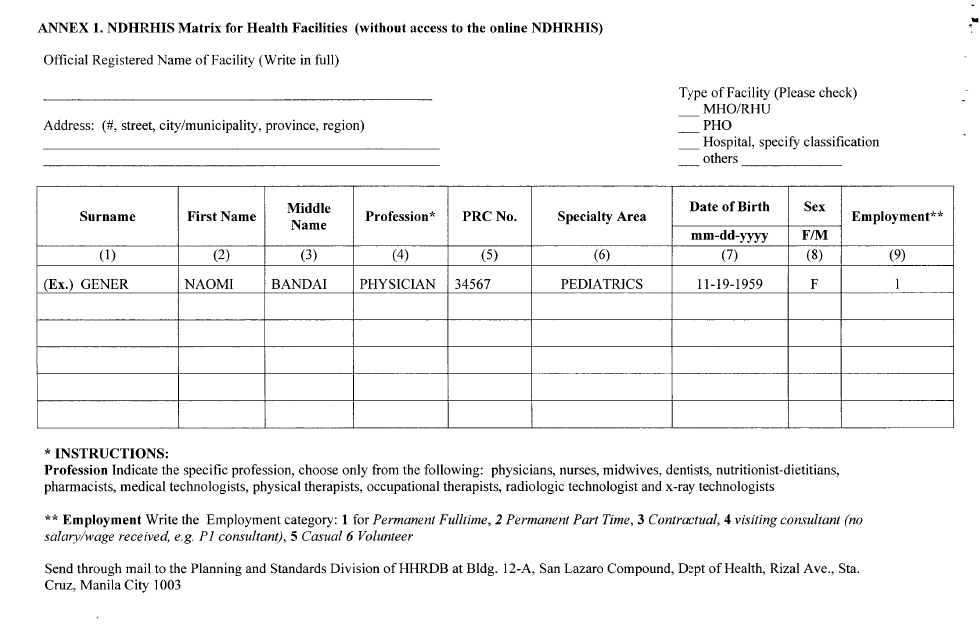 ANNEX 1. NDHRHIS Matrix for Health Facilities (without access to the online NDHRHIS)
Official Registered Name of Facility (Write in full)
Type of Facility (Please check)
___ MHO/RHU
Address: (#, street, city/municipality, province, region)
___ PHO
___ Hospital, specify classification
___ others _______________
Surname First Name Middle Name Profession* PRC No. Specialty Area Date of Birth Sex Employment**
mm-dd-yyyy F/M
(1) (2) (3) (4) (5) (6) (7) (8) (9)
(Ex.) GENER NAOMI BANDAI PHYSICIAN 34567 PEDIATRICS 11-19-1959 F 1
* INSTRUCTIONS:
Profession Indicate the specific profession, choose only from the following: physicians, nurses, midwives, dentists, nutritionist-dietitians,
pharmacists, medical technologists, physical therapists, occupational therapists, radiologic technologist and x-ray technologists
** Employment Write the Employment category: 1 for Permanent Fulltime, 2 Permanent Part Time, 3 Contractual, 4 visiting consultant (no
salary/wage received, e.g. P1 consultant), 5 Casual 6 Volunteer
Send through mail to the Planning and Standards Division of HHRDB at Bldg. 12-A, San Lazaro Compound, Dept of Health, Rizal Ave., Sta.
Cruz, Manila City 1003